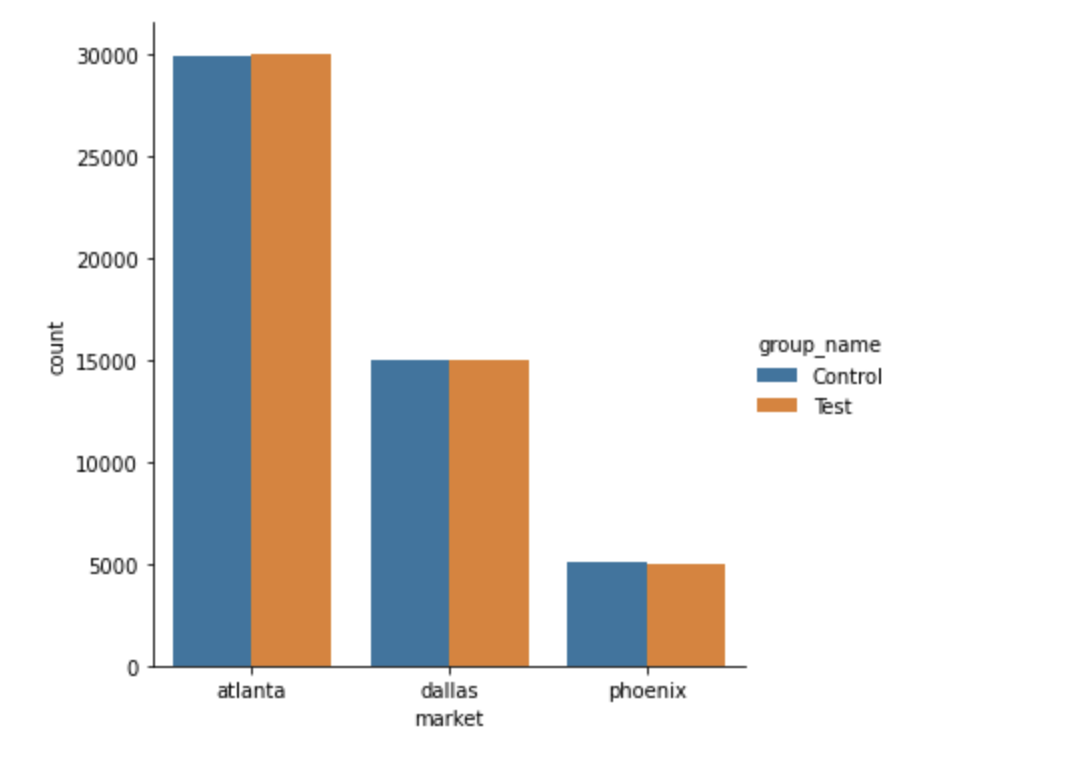 30000
25000
20000
15000
10000
5000
0
count
atlanta
dallas
phoenix
market
group_name
Control
Test